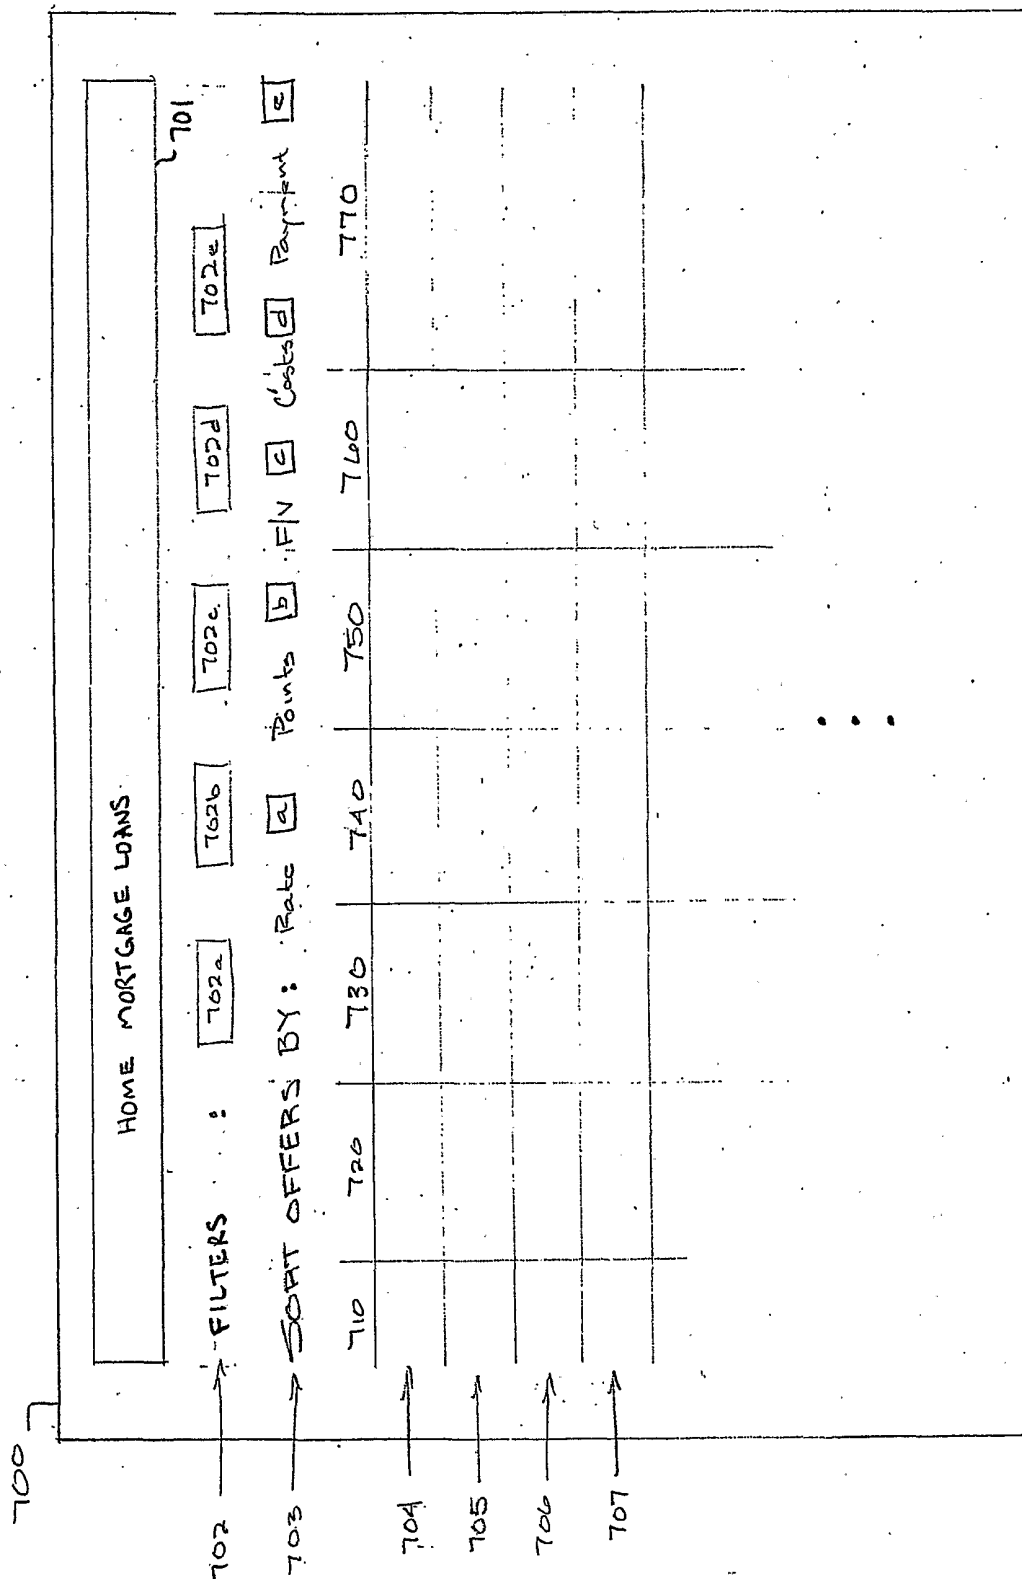 700
HOME MORTGAGE LOANS
701
702 FILTERS : 702a 702b 702c 702d 702e
703 SORT OFFERS BY: Rate a Points b F/V c Costs d Payment e
710 720 730 740 750 760 770
704
705
706
707